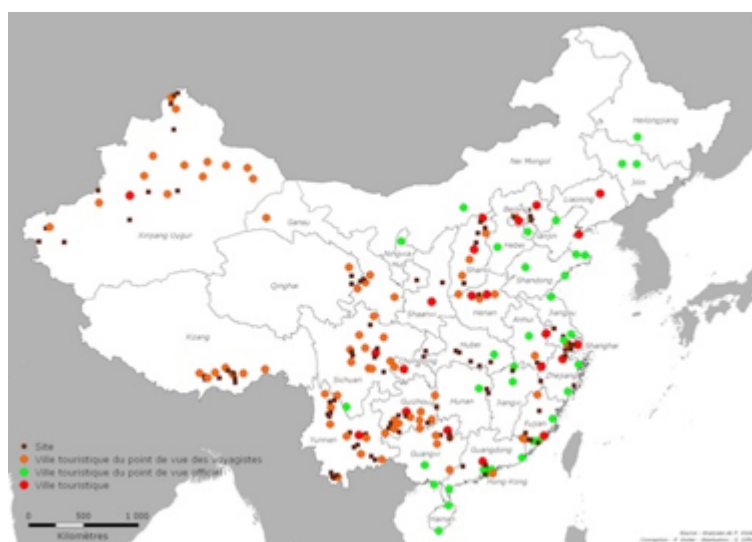 Heilongjiang
Nei Mongol
Jilin
Liaoning
Beijing
Gansu
Tianjin
Xinjiang Uygur
Hebei
Ningxia
Shanxi
Qinghai
Shandong
Shaanxi
Henan
Jiangsu
Xizang
Anhui
Hubei
Shanghai
Sichuan
Zhejiang
Hunan
Jiangxi
Guizhou
Fujian
Yunnan
Guangxi
Guangdong
Hong-Kong
Hainan
Site
Ville touristique du point de vue des voyagistes
Ville touristique du point de vue officiel
Ville touristique
0 500 1 000
Kilomètres